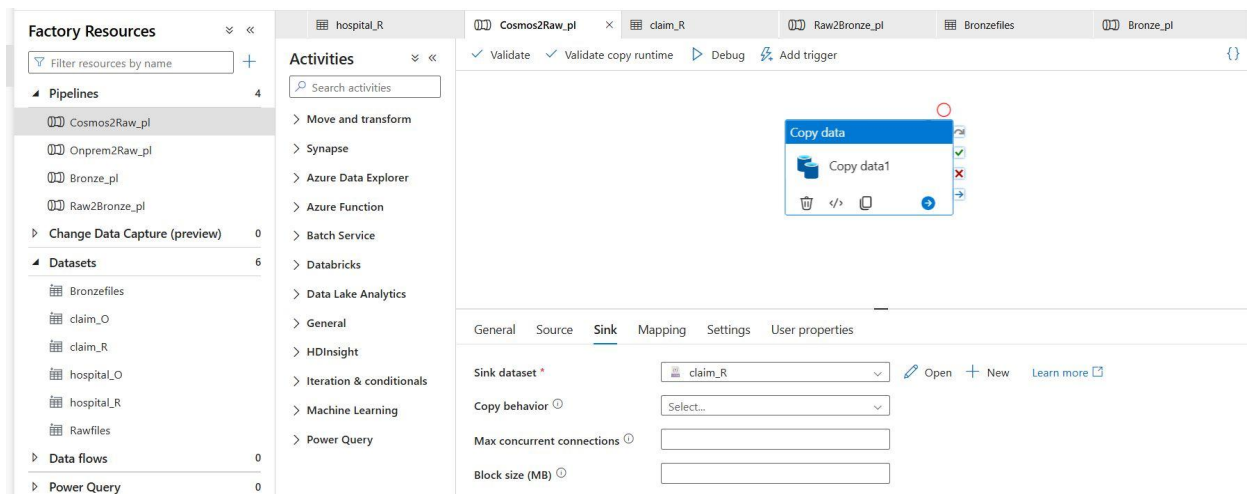 Factory Resources
Filter resources by name
Pipelines 4
Cosmos2Raw_pl
Onprem2Raw_pl
Bronze_pl
Raw2Bronze_pl
Change Data Capture (preview) 0
Datasets 6
Bronzefiles
claim_O
claim_R
hospital_O
hospital_R
Rawfiles
Data flows 0
Power Query 0
hospital_R Cosmos2Raw_pl claim_R Raw2Bronze_pl Bronzefiles Bronze_pl
Activities
Search activities
Move and transform
Synapse
Azure Data Explorer
Azure Function
Batch Service
Databricks
Data Lake Analytics
General
HDInsight
Iteration & conditionals
Machine Learning
Power Query
Validate Validate copy runtime Debug Add trigger {}
Copy data
Copy data1
General Source Sink Mapping Settings User properties
Sink dataset * claim_R Open New Learn more
Copy behavior Select...
Max concurrent connections
Block size (MB)